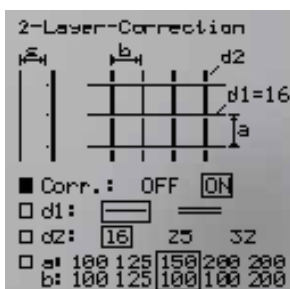 2-Layer-Correction
s b d2
d1=16
a
Corr.: OFF ON
d1:
d2: 16 25 32
a: 100 125 150 200 200
b: 100 125 100 100 200